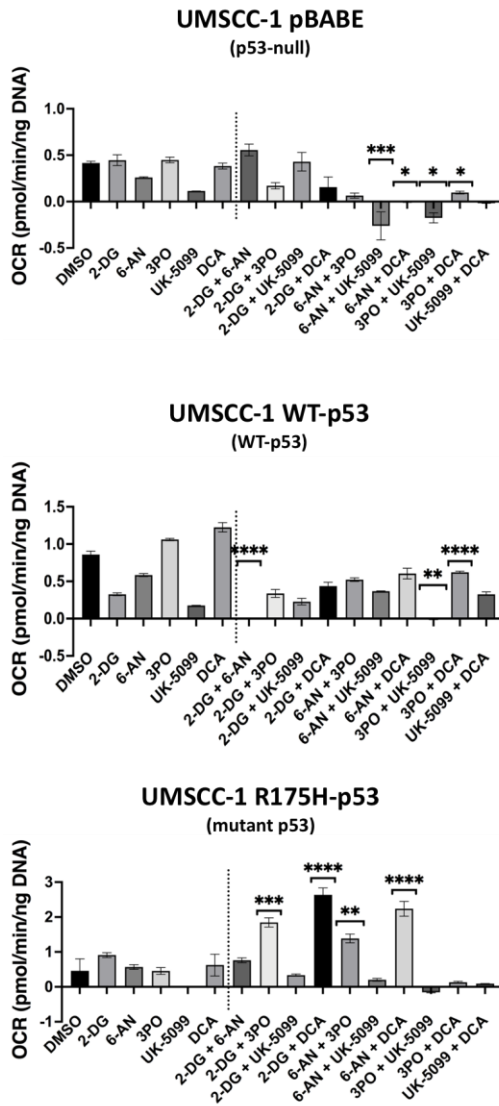 UMSCC-1 pBABE
(p53-null)
OCR (pmol/min/ng DNA)
1.0
0.5
0.0
-0.5
*** * * *
DMSO
2-DG
6-AN
3PO
UK-5099
DCA
2-DG + 6-AN
2-DG + 3PO
2-DG + UK-5099
2-DG + DCA
6-AN + 3PO
6-AN + UK-5099
6-AN + DCA
3PO + UK-5099
3PO + DCA
UK-5099 + DCA
UMSCC-1 WT-p53
(WT-p53)
OCR (pmol/min/ng DNA)
1.5
1.0
0.5
0.0
-0.5
**** ** ****
DMSO
2-DG
6-AN
3PO
UK-5099
DCA
2-DG + 6-AN
2-DG + 3PO
2-DG + UK-5099
2-DG + DCA
6-AN + 3PO
6-AN + UK-5099
6-AN + DCA
3PO + UK-5099
3PO + DCA
UK-5099 + DCA
UMSCC-1 R175H-p53
(mutant p53)
OCR (pmol/min/ng DNA)
3
2
1
0
-1
*** **** ** ****
DMSO
2-DG
6-AN
3PO
UK-5099
DCA
2-DG + 6-AN
2-DG + 3PO
2-DG + UK-5099
2-DG + DCA
6-AN + 3PO
6-AN + UK-5099
6-AN + DCA
3PO + UK-5099
3PO + DCA
UK-5099 + DCA